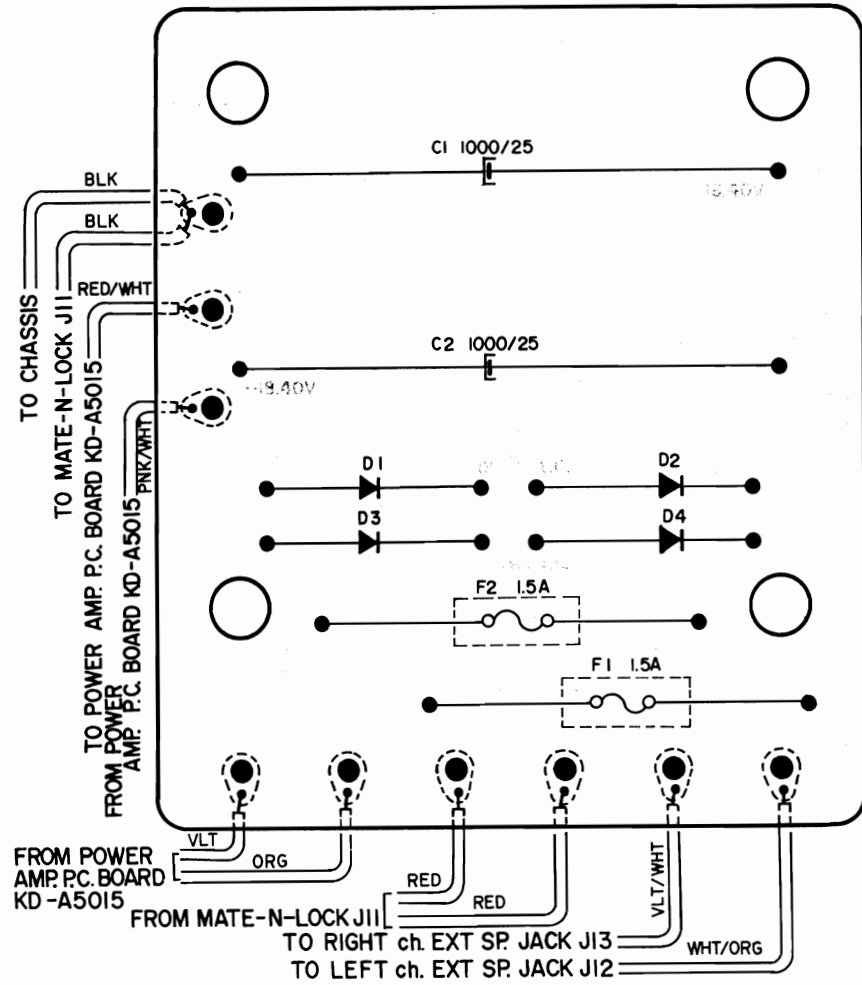 C1 1000/25
BLK
BLK
RED/WHT
C2 1000/25
PNK/WHT
TO CHASSIS
TO MATE-N-LOCK J11
TO POWER AMP. P.C. BOARD KD-A5015
FROM POWER
AMP. P.C. BOARD KD-A5015
D1
D2
D3
D4
F2 1.5A
F1 1.5A
VLT
ORG
FROM POWER
AMP. P.C. BOARD
KD-A5015
RED
RED
FROM MATE-N-LOCK J11
VLT/WHT
TO RIGHT ch. EXT SP. JACK J13
WHT/ORG
TO LEFT ch. EXT SP. JACK J12